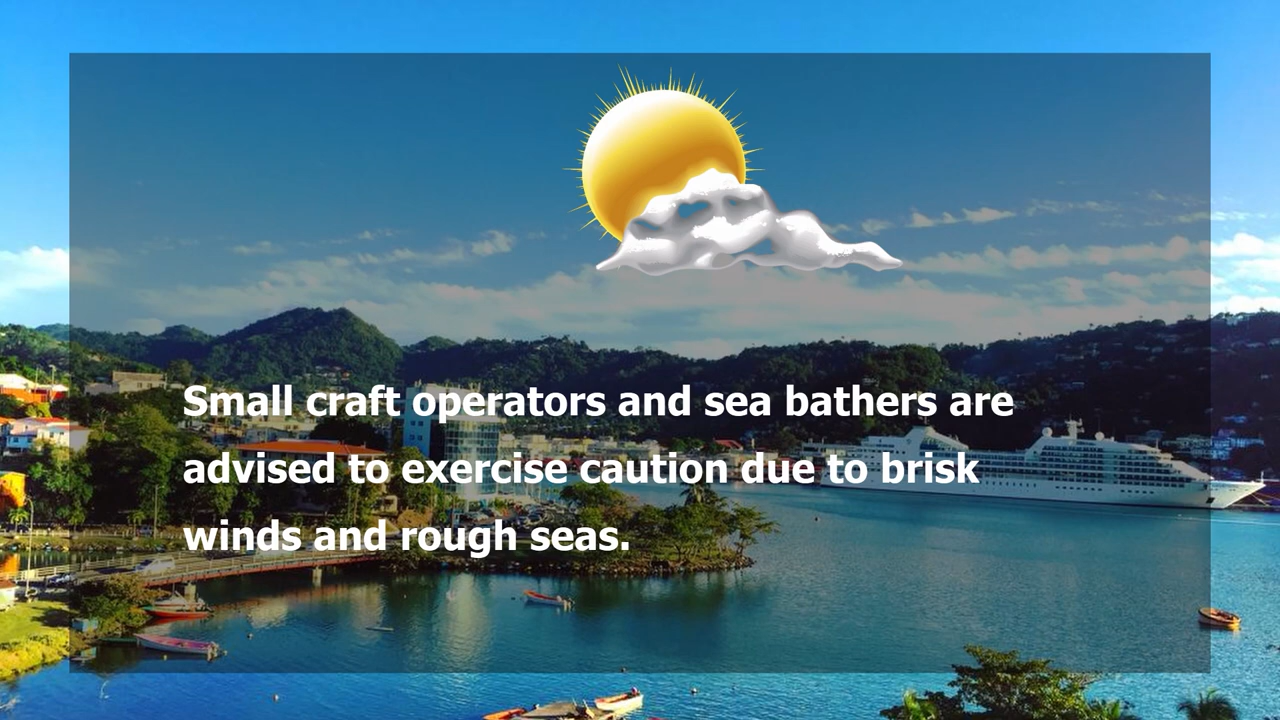 Small craft operators and sea bathers are
advised to exercise caution due to brisk
winds and rough seas.